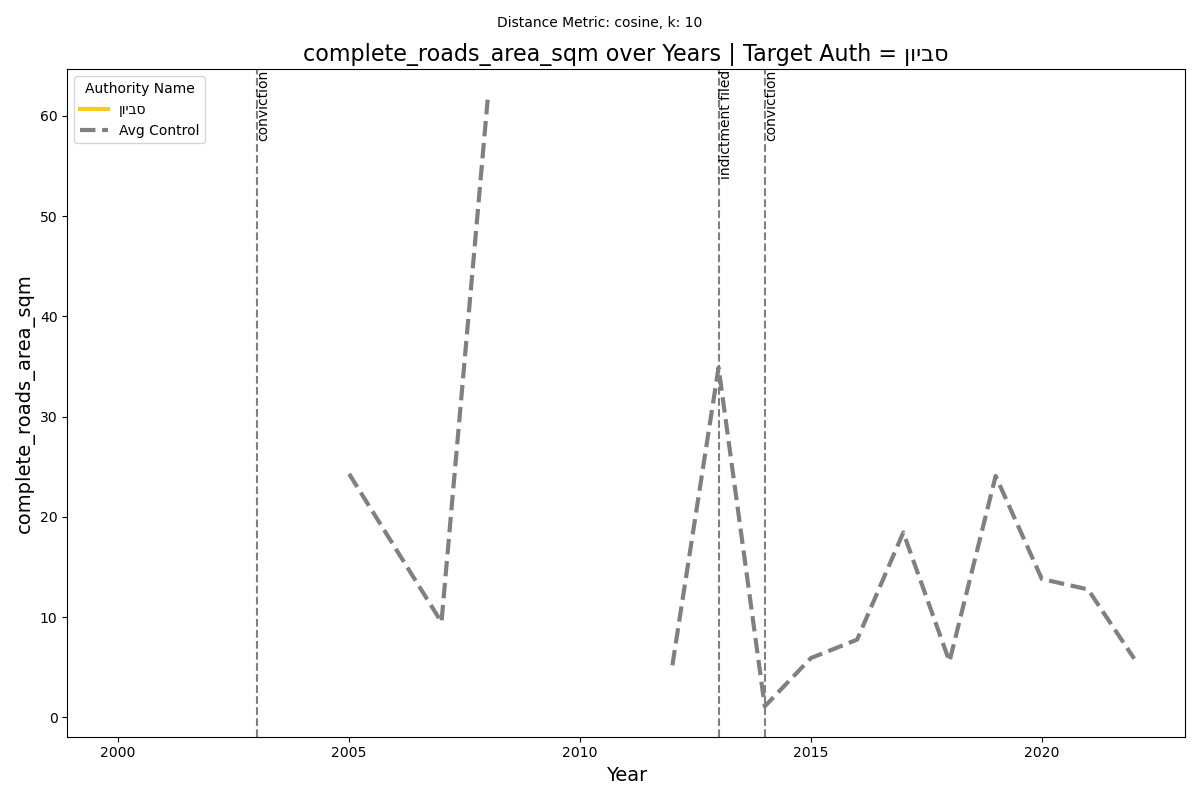 Distance Metric: cosine, k: 10
complete_roads_area_sqm over Years | Target Auth = סביון
Authority Name
סביון
Avg Control
conviction
indictment filed
conviction
complete_roads_area_sqm
60
50
40
30
20
10
0
2000
2005
2010
2015
2020
Year